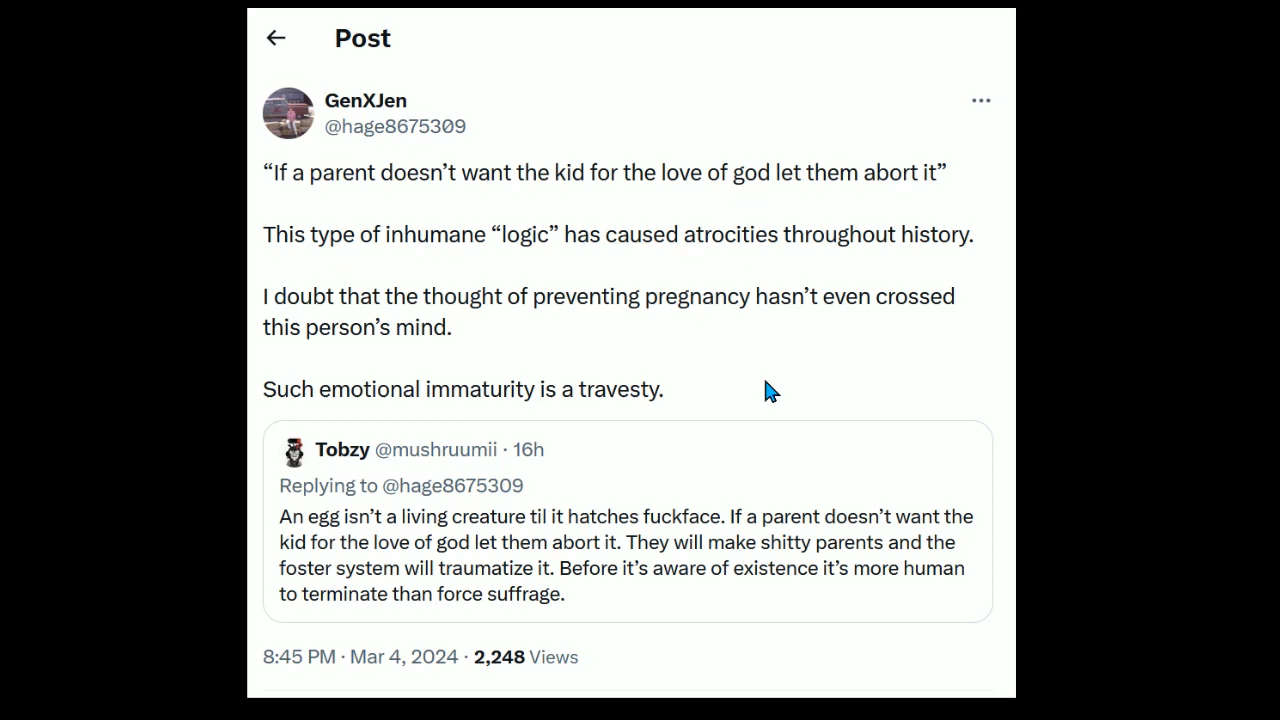 Post
GenXJen
@hage8675309
“If a parent doesn’t want the kid for the love of god let them abort it”
This type of inhumane “logic” has caused atrocities throughout history.
I doubt that the thought of preventing pregnancy hasn’t even crossed
this person’s mind.
Such emotional immaturity is a travesty.
Tobzy @mushruumii · 16h
Replying to @hage8675309
An egg isn’t a living creature til it hatches fuckface. If a parent doesn’t want the
kid for the love of god let them abort it. They will make shitty parents and the
foster system will traumatize it. Before it’s aware of existence it’s more human
to terminate than force suffrage.
8:45 PM · Mar 4, 2024 · 2,248 Views